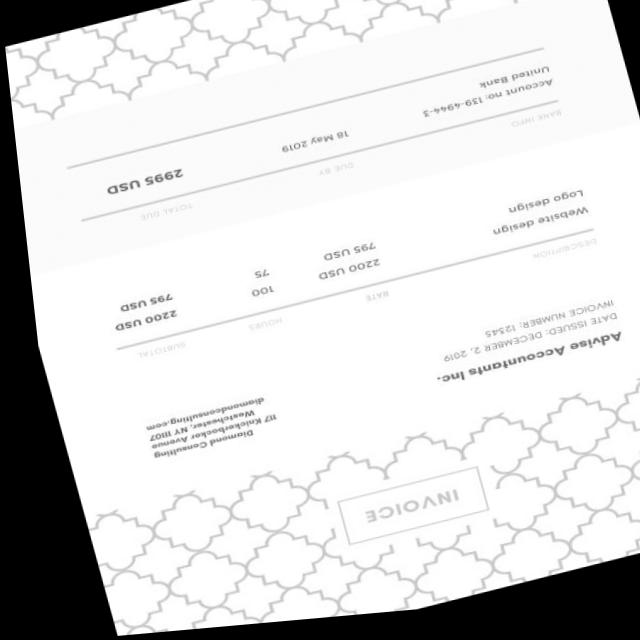 INVOICE
Advise Accountants Inc.
DATE ISSUED: DECEMBER 2, 2019
INVOICE NUMBER: 12345
Diamond Consulting
117 Knickerbocker Avenue
Westchester, NY 11107
diamondconsulting.com
DESCRIPTION RATE HOURS SUBTOTAL
Website design 2200 USD 100 2200 USD
Logo design 795 USD 75 795 USD
BANK INFO DUE BY TOTAL DUE
Account no: 139-4944-3 18 May 2019 2995 USD
United Bank